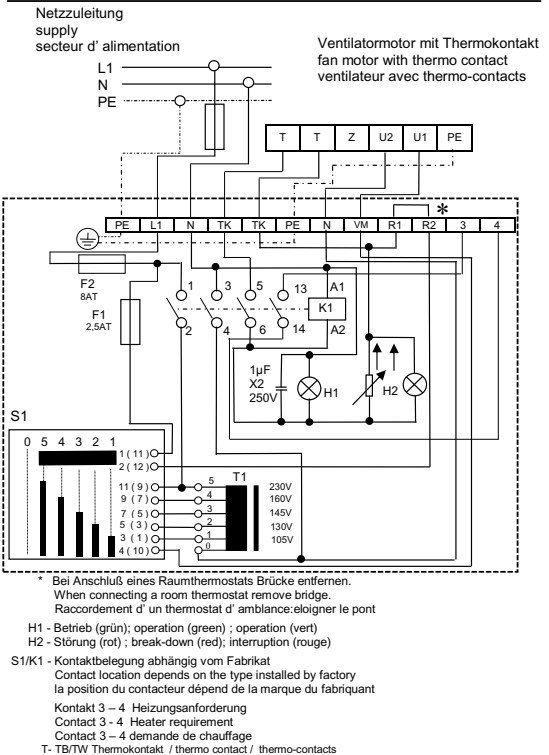 Netzzuleitung
supply
secteur d' alimentation
Ventilatormotor mit Thermokontakt
fan motor with thermo contact
ventilateur avec thermo-contacts
L1
N
PE
T T Z U2 U1 PE
*
PE L1 N TK TK PE N VM R1 R2 3 4
F2
8AT
F1
2,5AT
1 3 5 13 A1
K1
2 4 6 14 A2
1µF
X2
250V
H1
H2
S1
0 5 4 3 2 1
1 ( 11 )
2 ( 12 )
T1
11 ( 9 ) 5 230V
9 ( 7 ) 4 160V
7 ( 5 ) 3 145V
5 ( 3 ) 2 130V
3 ( 1 ) 1 105V
4 ( 10 ) 0
* Bei Anschluß eines Raumthermostats Brücke entfernen.
When connecting a room thermostat remove bridge.
Raccordement d' un thermostat d' amblance:eloigner le pont
H1 - Betrieb (grün); operation (green) ; operation (vert)
H2 - Störung (rot) ; break-down (red); interruption (rouge)
S1/K1 - Kontaktbelegung abhängig vom Fabrikat
Contact location depends on the type installed by factory
la position du contacteur dépend de la marque du fabriquant
Kontakt 3 – 4 Heizungsanforderung
Contact 3 - 4 Heater requirement
Contact 3 – 4 demande de chauffage
T- TB/TW Thermokontakt / thermo contact / thermo-contacts